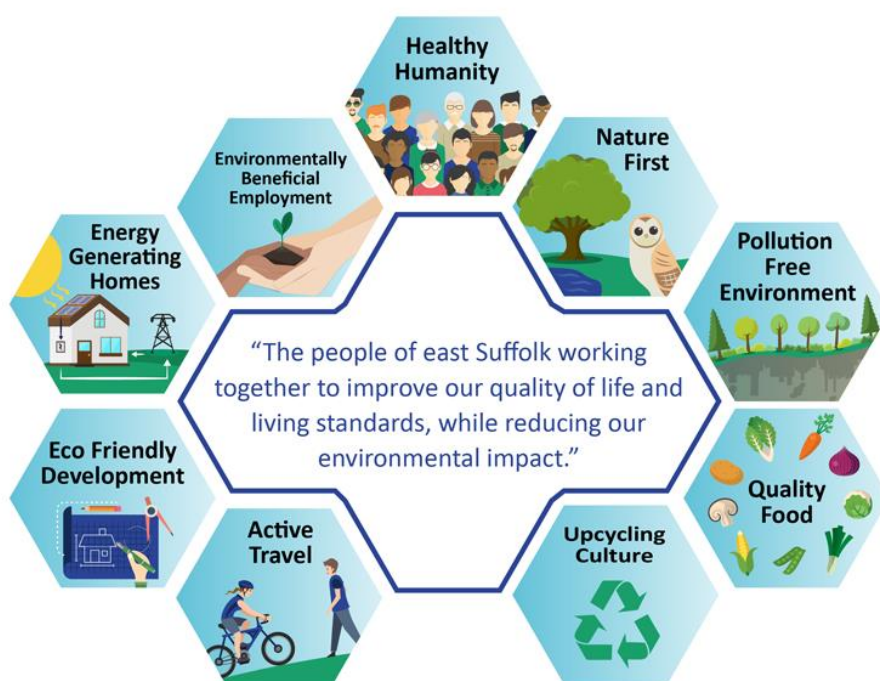 Healthy
Humanity
Environmentally
Beneficial
Employment
Nature
First
Energy
Generating
Homes
Pollution
Free
Environment
“The people of east Suffolk working
together to improve our quality of life and
living standards, while reducing our
environmental impact.”
Eco Friendly
Development
Quality
Food
Active
Travel
Upcycling
Culture